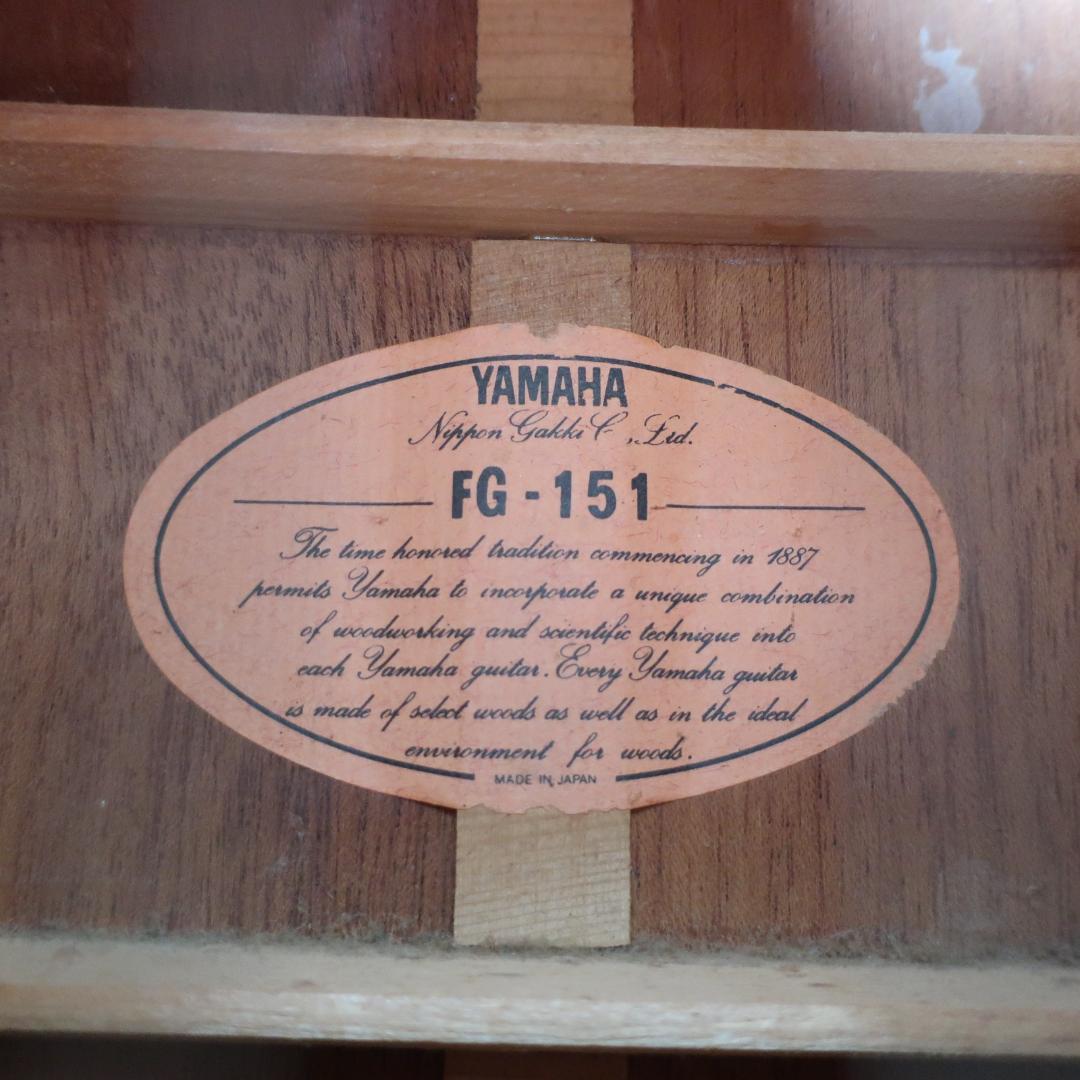 YAMAHA
Nippon Gakki C , Ltd.
FG-151
The time honored tradition commencing in 1887
permits Yamaha to incorporate a unique combination
of woodworking and scientific technique into
each Yamaha guitar. Every Yamaha guitar
is made of select woods as well as in the ideal
environment for woods.
MADE IN JAPAN